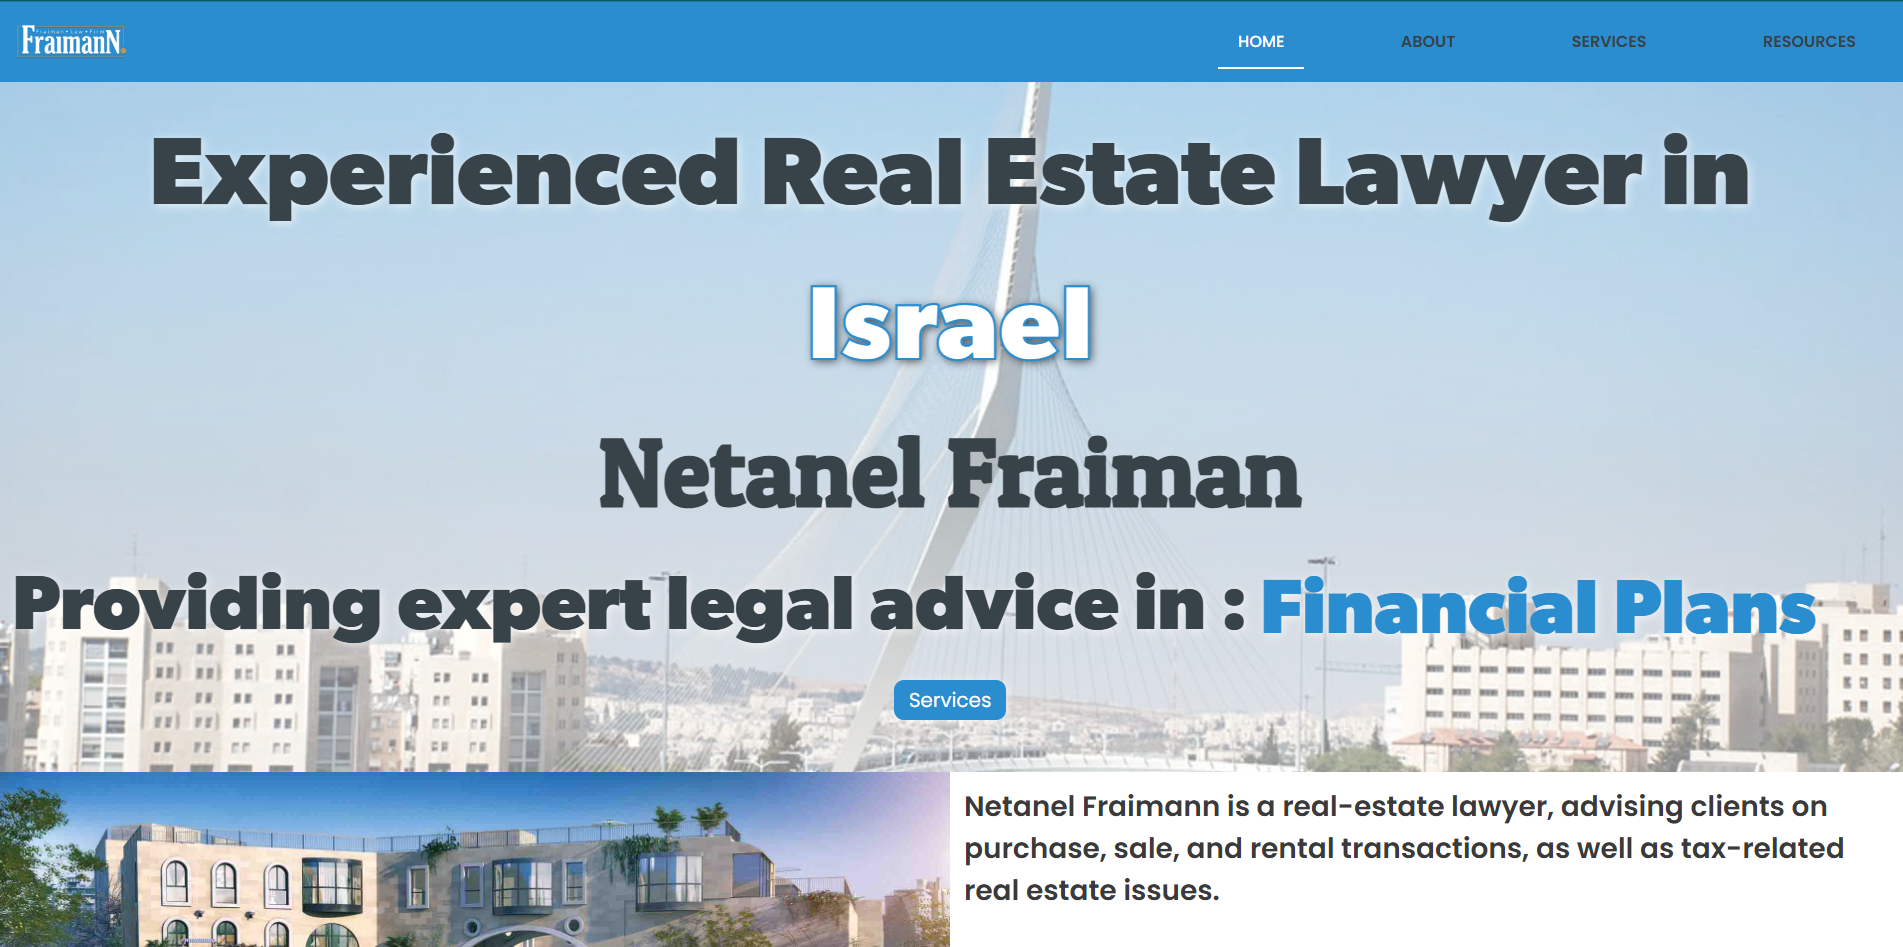 Fraiman • Law • Firm
FraimanN.
HOME
ABOUT
SERVICES
RESOURCES
Experienced Real Estate Lawyer in
Israel
Netanel Fraiman
Providing expert legal advice in : Financial Plans
Services
Netanel Fraimann is a real-estate lawyer, advising clients on
purchase, sale, and rental transactions, as well as tax-related
real estate issues.